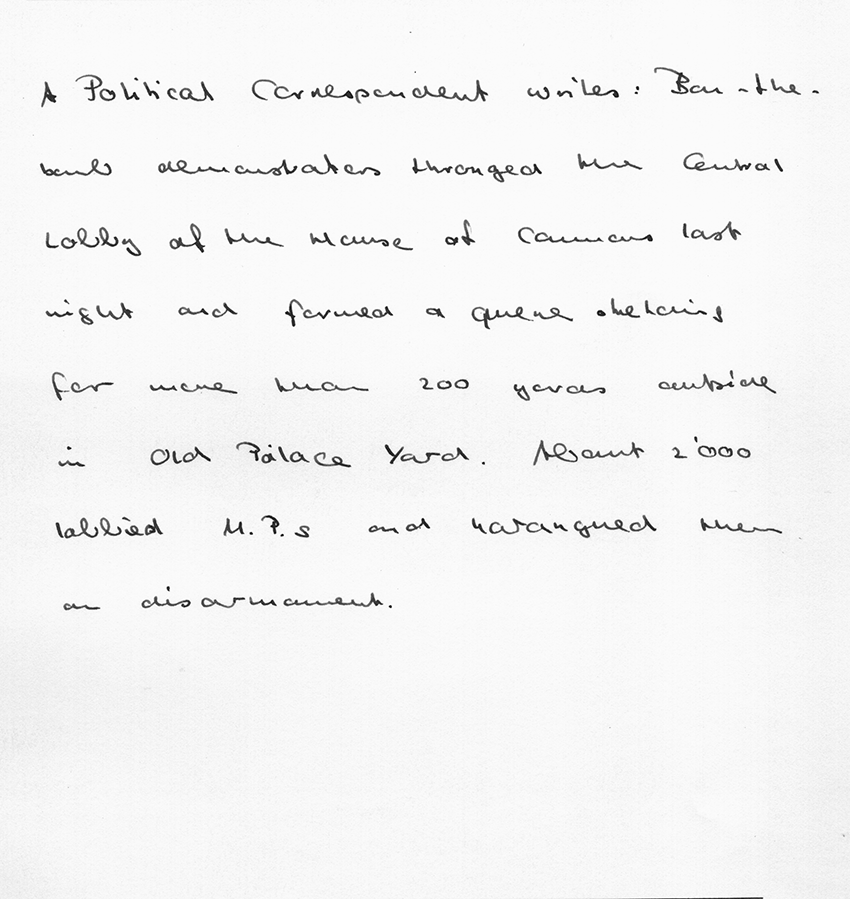 A Political Correspondent writes: Ban-the-
bomb demonstrators thronged the Central
Lobby of the House of Commons last
night and formed a queue stretching
for more than 200 yards outside
in Old Palace Yard. About 2'000
lobbied M.P.s and harangued them
on disarmament.